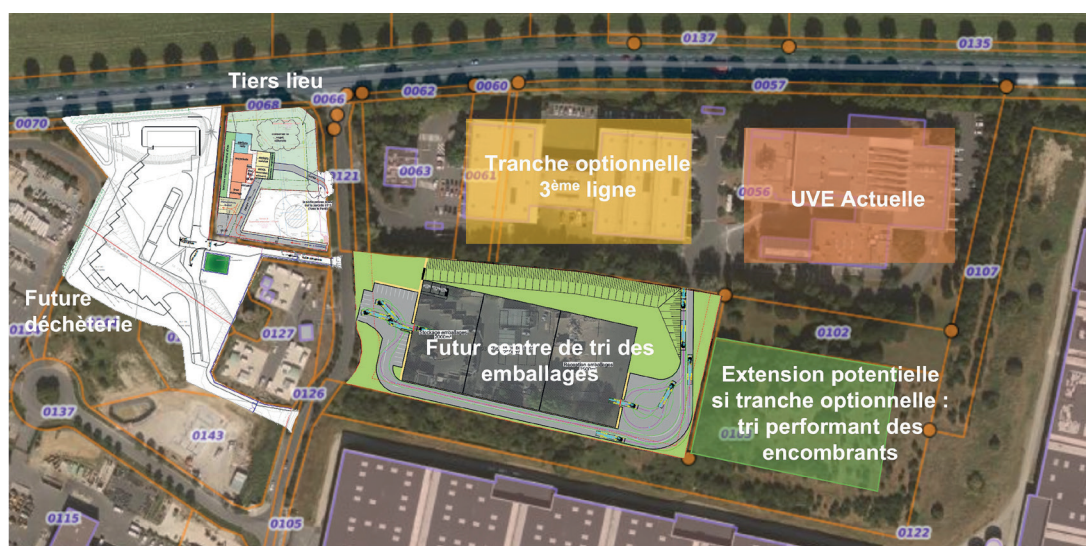 0137
0135
Tiers lieu
0062
0060
0057
0066
0068
0070
0121
0063
0061
Tranche optionnelle
3ème ligne
0056
UVE Actuelle
0107
Future
déchèterie
0127
0102
Futur centre de tri des
emballages
Extension potentielle
si tranche optionnelle :
tri performant des
encombrants
0126
0137
0143
0115
0105
0122